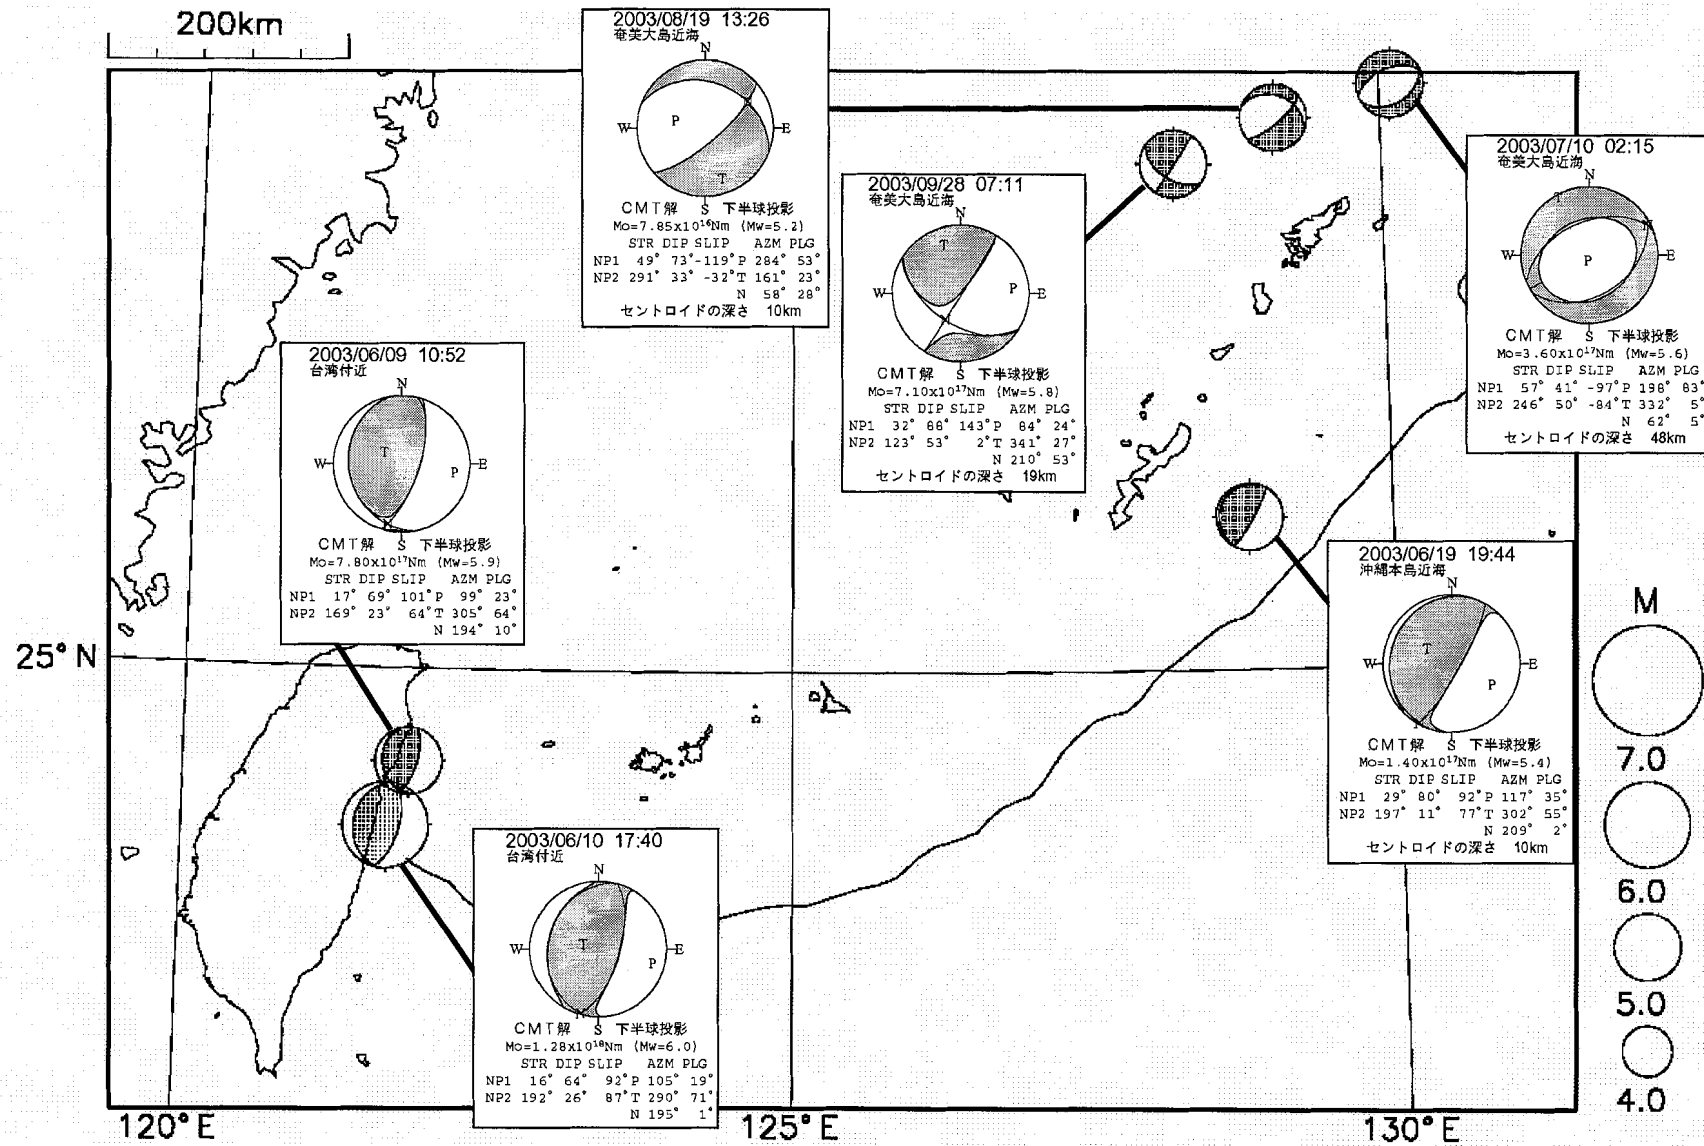 200km
2003/08/19 13:26
奄美大島近海
N
W
P
E
T
CMT解 S 下半球投影
Mo=7.85x10¹⁶Nm (Mw=5.2)
STR DIP SLIP AZM PLG
NP1 49° 73° -119° P 284° 53°
NP2 291° 33° -32° T 161° 23°
N 58° 28°
セントロイドの深さ 10km
2003/07/10 02:15
奄美大島近海
N
T
N
W
P
E
CMT解 S 下半球投影
Mo=3.60x10¹⁷Nm (Mw=5.6)
STR DIP SLIP AZM PLG
NP1 57° 41° -97° P 198° 83°
NP2 246° 50° -84° T 332° 5°
N 62° 5°
セントロイドの深さ 48km
2003/09/28 07:11
奄美大島近海
N
T
W
P
E
N
CMT解 S 下半球投影
Mo=7.10x10¹⁷Nm (Mw=5.8)
STR DIP SLIP AZM PLG
NP1 32° 88° 143° P 84° 24°
NP2 123° 53° 2° T 341° 27°
N 210° 53°
セントロイドの深さ 19km
2003/06/09 10:52
台湾付近
N
T
W
P
E
N
CMT解 S 下半球投影
Mo=7.80x10¹⁷Nm (Mw=5.9)
STR DIP SLIP AZM PLG
NP1 17° 69° 101° P 99° 23°
NP2 169° 23° 64° T 305° 64°
N 194° 10°
2003/06/19 19:44
沖縄本島近海
N
T
W
E
P
CMT解 S 下半球投影
Mo=1.40x10¹⁷Nm (Mw=5.4)
STR DIP SLIP AZM PLG
NP1 29° 80° 92° P 117° 35°
NP2 197° 11° 77° T 302° 55°
N 209° 2°
セントロイドの深さ 10km
2003/06/10 17:40
台湾付近
N
T
W
E
P
N
CMT解 S 下半球投影
Mo=1.28x10¹⁸Nm (Mw=6.0)
STR DIP SLIP AZM PLG
NP1 16° 64° 92° P 105° 19°
NP2 192° 26° 87° T 290° 71°
N 195° 1°
25°N
M
7.0
6.0
5.0
4.0
120°E
125°E
130°E